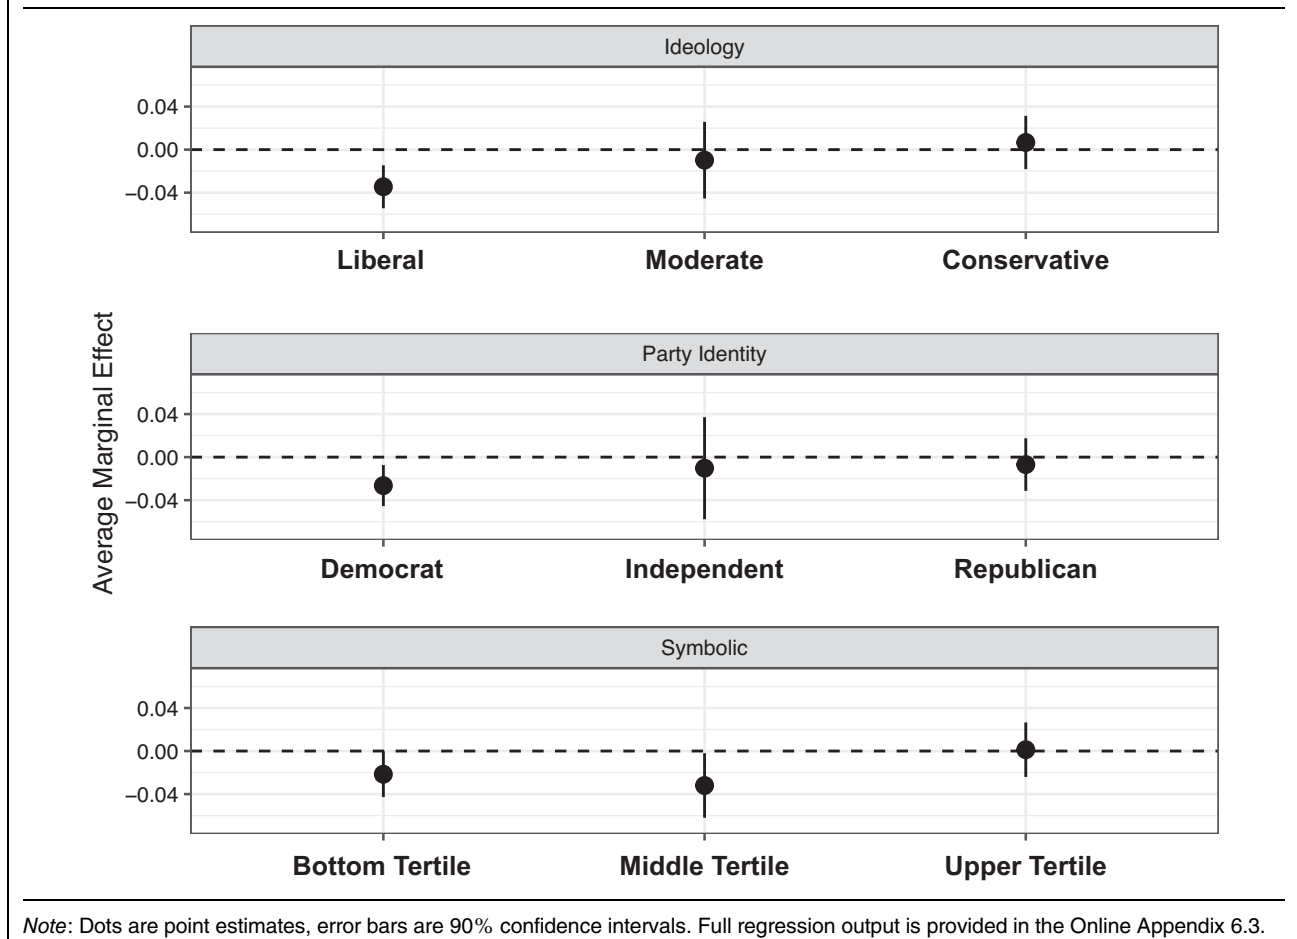 Ideology
0.04
0.00
−0.04
Liberal Moderate Conservative
Average Marginal Effect
Party Identity
0.04
0.00
−0.04
Democrat Independent Republican
Symbolic
0.04
0.00
−0.04
Bottom Tertile Middle Tertile Upper Tertile
Note: Dots are point estimates, error bars are 90% confidence intervals. Full regression output is provided in the Online Appendix 6.3.